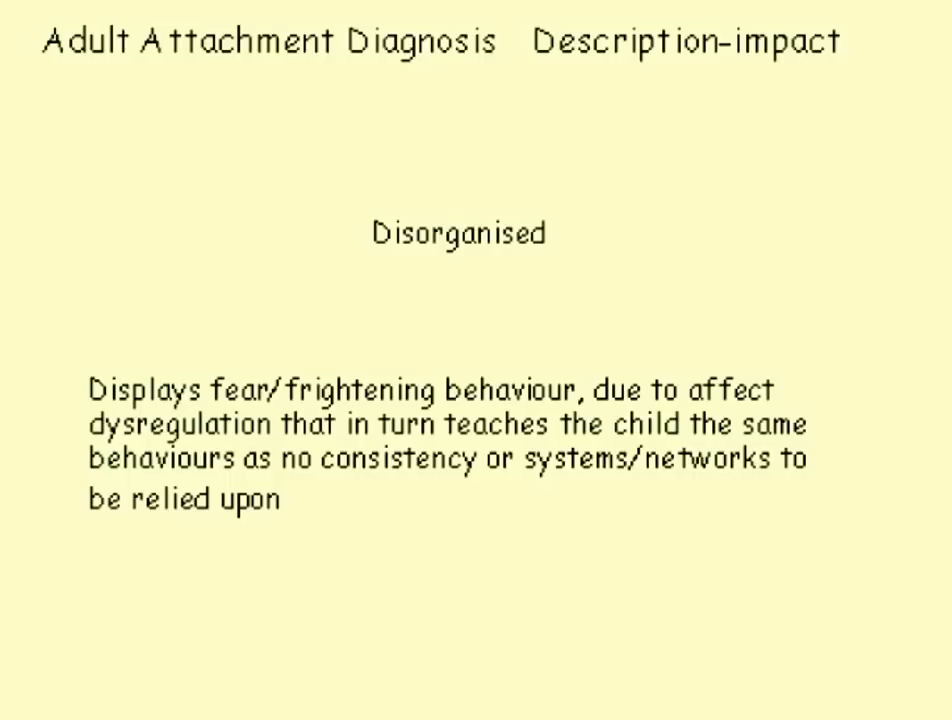 Adult Attachment Diagnosis Description-impact
Disorganised
Displays fear/frightening behaviour, due to affect
dysregulation that in turn teaches the child the same
behaviours as no consistency or systems/networks to
be relied upon